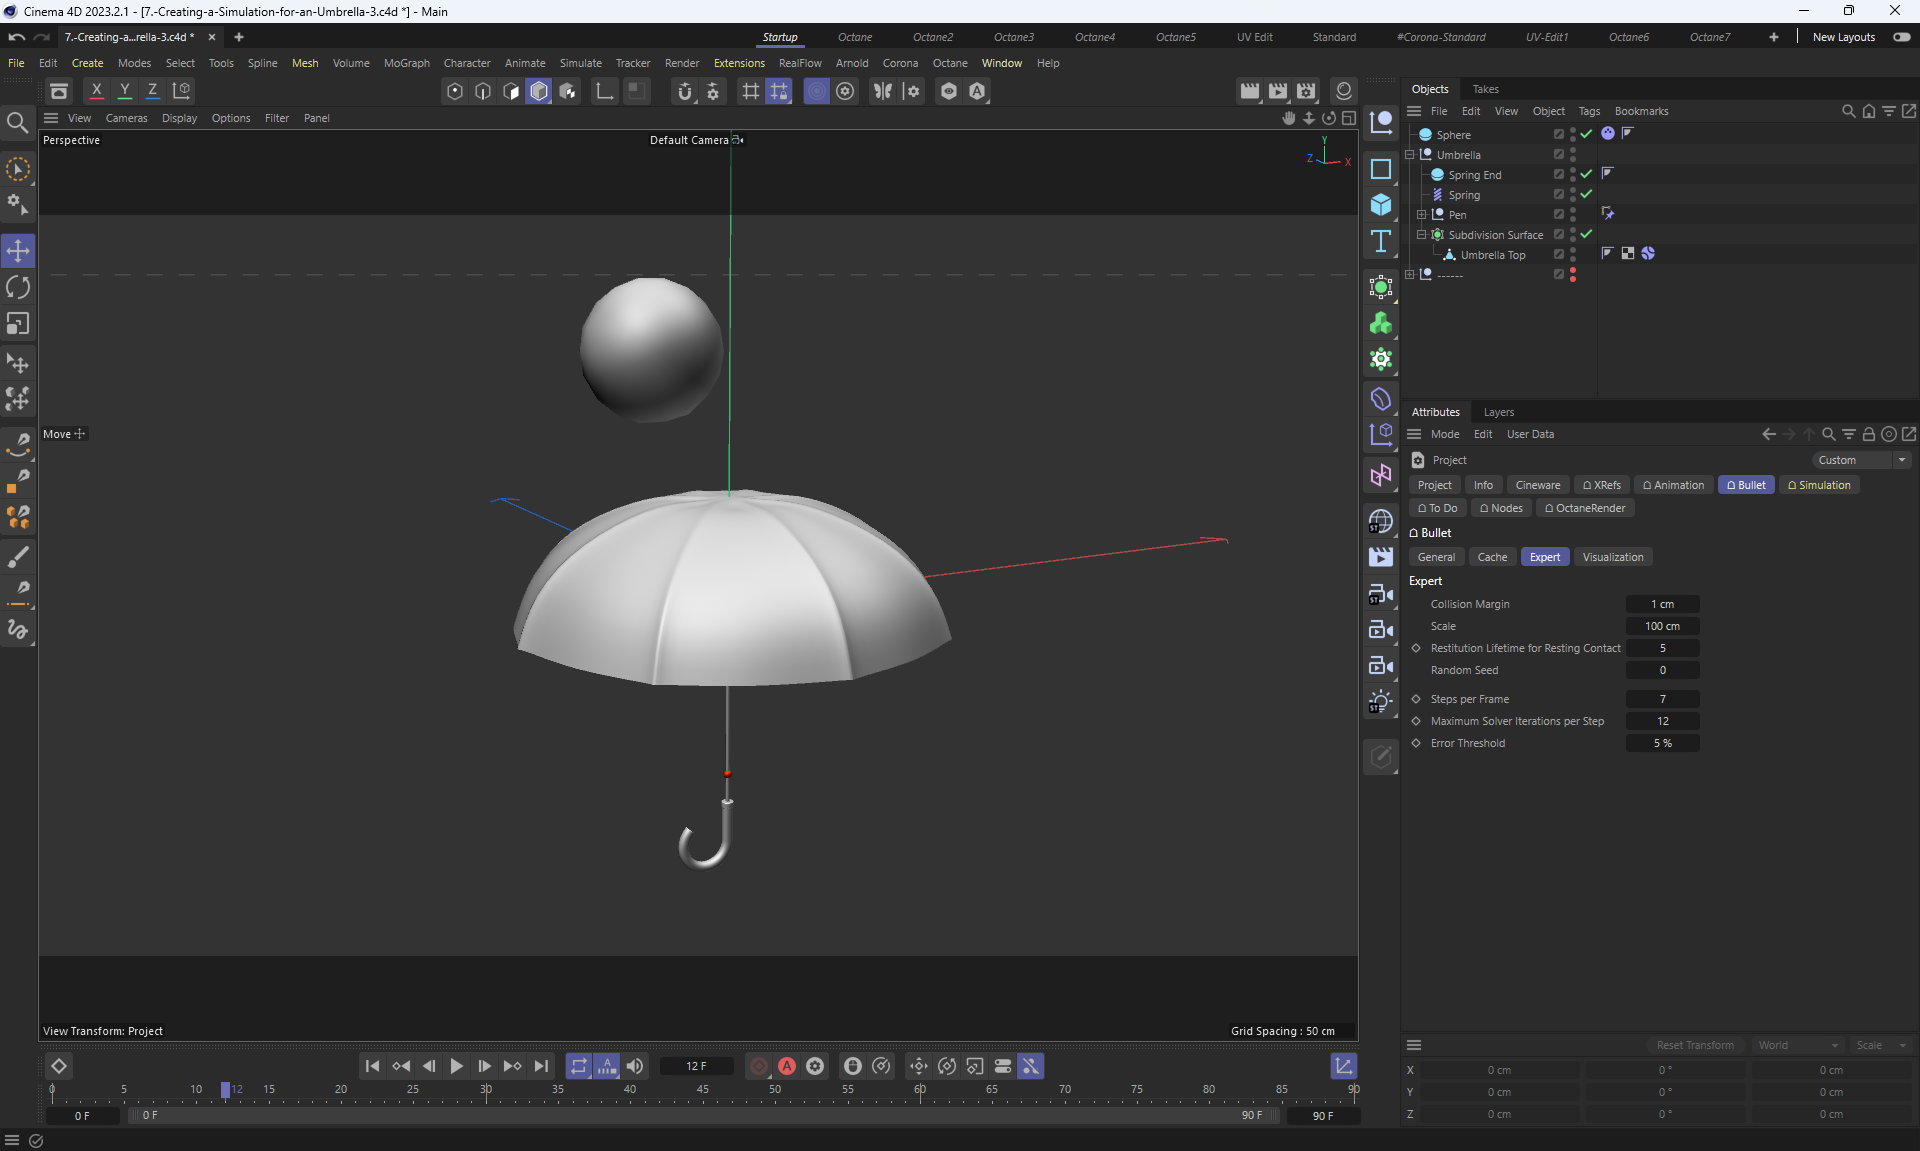 Cinema 4D 2023.2.1 - [7.-Creating-a-Simulation-for-an-Umbrella-3.c4d *] - Main
7.-Creating-a...rella-3.c4d *
Startup Octane Octane2 Octane3 Octane4 Octane5 UV Edit Standard #Corona-Standard UV-Edit1 Octane6 Octane7 New Layouts
File Edit Create Modes Select Tools Spline Mesh Volume MoGraph Character Animate Simulate Tracker Render Extensions RealFlow Arnold Corona Octane Window Help
X Y Z
View Cameras Display Options Filter Panel
Perspective
Default Camera
Y
Z X
Move
View Transform: Project
Grid Spacing : 50 cm
Objects Takes
File Edit View Object Tags Bookmarks
Sphere
Umbrella
Spring End
Spring
Pen
Subdivision Surface
Umbrella Top
------
Attributes Layers
Mode Edit User Data
Project Custom
Project Info Cineware XRefs Animation Bullet Simulation
To Do Nodes OctaneRender
Bullet
General Cache Expert Visualization
Expert
Collision Margin 1 cm
Scale 100 cm
Restitution Lifetime for Resting Contact 5
Random Seed 0
Steps per Frame 7
Maximum Solver Iterations per Step 12
Error Threshold 5 %
Reset Transform World Scale
X 0 cm 0 ° 0 cm
Y 0 cm 0 ° 0 cm
Z 0 cm 0 ° 0 cm
12 F
0 5 10 12 15 20 25 30 35 40 45 50 55 60 65 70 75 80 85 90
0 F 0 F 90 F 90 F